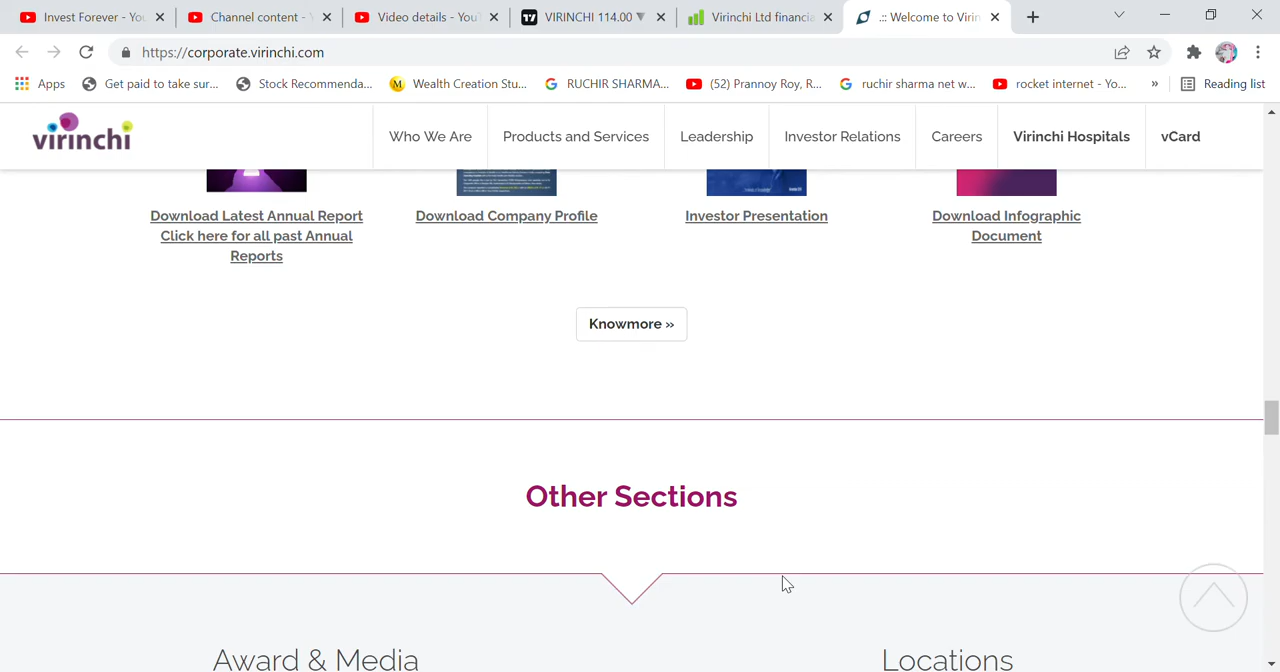 Invest Forever - You
Channel content -
Video details - YouT
VIRINCHI 114.00 ▼
Virinchi Ltd financia
.:: Welcome to Virin
https://corporate.virinchi.com
Apps
Get paid to take sur...
Stock Recommenda...
Wealth Creation Stu...
RUCHIR SHARMA...
(52) Prannoy Roy, R...
ruchir sharma net w...
rocket internet - Yo...
»
Reading list
virinchi
Who We Are
Products and Services
Leadership
Investor Relations
Careers
Virinchi Hospitals
vCard
Download Latest Annual Report
Click here for all past Annual
Reports
Download Company Profile
Investor Presentation
Download Infographic
Document
Knowmore »
Other Sections
Award & Media
Locations